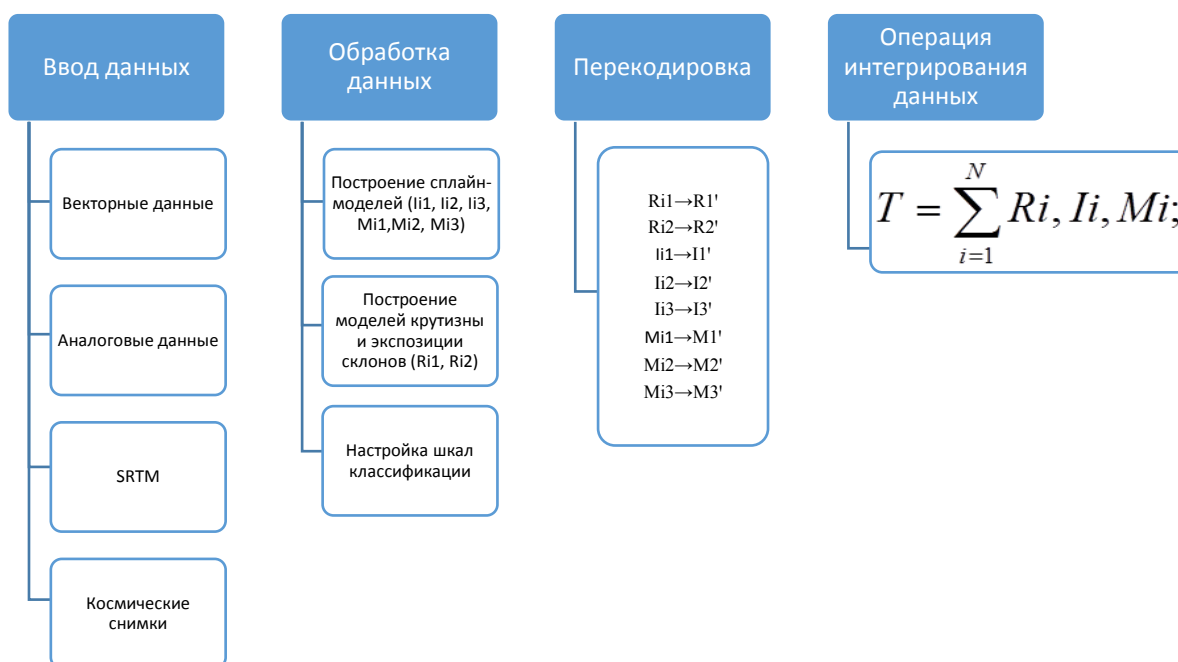 Ввод данных
Векторные данные
Аналоговые данные
SRTM
Космические
снимки
Обработка
данных
Построение сплайн-
моделей (Ii1, Ii2, Ii3,
Mi1,Mi2, Mi3)
Построение
моделей крутизны
и экспозиции
склонов (Ri1, Ri2)
Настройка шкал
классификации
Перекодировка
Ri1→R1'
Ri2→R2'
Ii1→I1'
Ii2→I2'
Ii3→I3'
Mi1→M1'
Mi2→M2'
Mi3→M3'
Операция
интегрирования
данных
N
T = ∑ Ri, Ii, Mi;
i=1